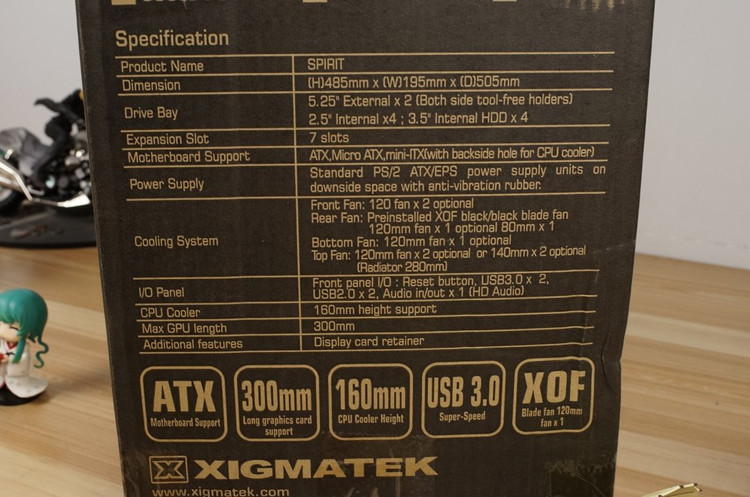 Specification
Product Name SPIRIT
Dimension (H)485mm x (W)195mm x (D)505mm
Drive Bay 5.25" External x 2 (Both side tool-free holders)
2.5" Internal x4 ; 3.5" Internal HDD x 4
Expansion Slot 7 slots
Motherboard Support ATX,Micro ATX,mini-ITX(with backside hole for CPU cooler)
Power Supply Standard PS/2 ATX/EPS power supply units on
downside space with anti-vibration rubber.
Cooling System Front Fan: 120 fan x 2 optional
Rear Fan: Preinstalled XOF black/black blade fan
120mm fan x 1 optional 80mm x 1
Bottom Fan: 120mm fan x 1 optional
Top Fan: 120mm fan x 2 optional or 140mm x 2 optional
(Radiator 280mm)
I/O Panel Front panel I/O : Reset button, USB3.0 x 2,
USB2.0 x 2, Audio in/out x 1 (HD Audio)
CPU Cooler 160mm height support
Max GPU length 300mm
Additional features Display card retainer
ATX
Motherboard Support
300mm
Long graphics card
support
160mm
CPU Cooler Height
USB 3.0
Super-Speed
XOF
Blade fan 120mm
fan x 1
XIGMATEK
www.xigmatek.com